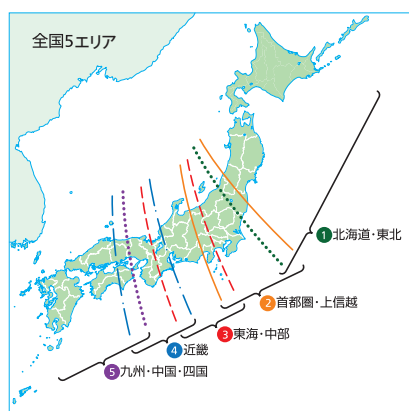 全国5エリア
1北海道・東北
2首都圏・上信越
3東海・中部
4近畿
5九州・中国・四国